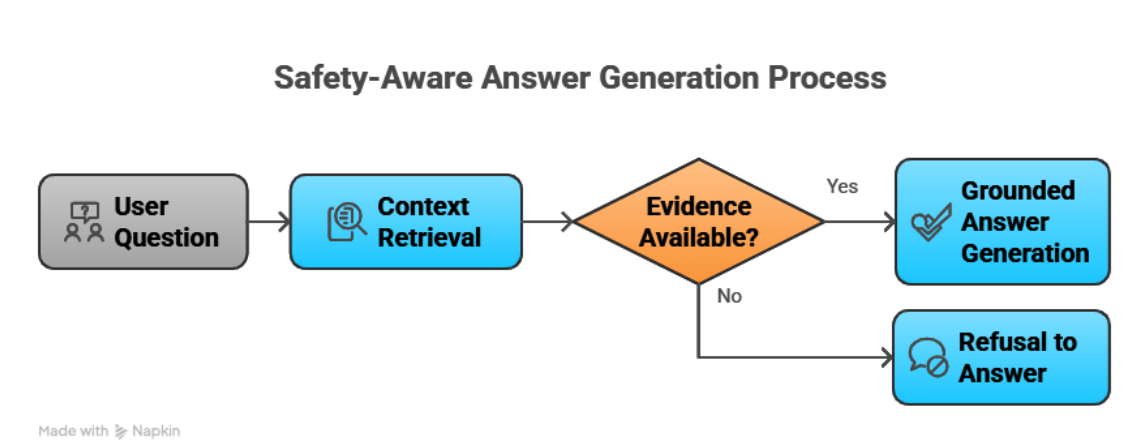 Safety-Aware Answer Generation Process
User
Question
Context
Retrieval
Evidence
Available?
Yes
Grounded
Answer
Generation
No
Refusal to
Answer
Made with Napkin